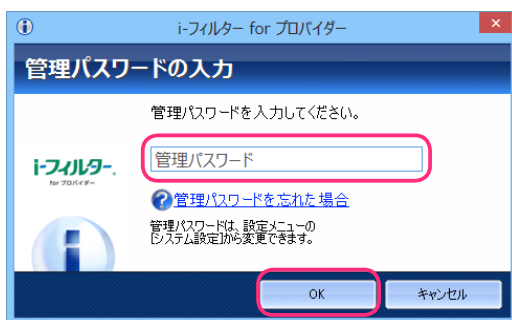 i-フィルター for プロバイダー
管理パスワードの入力
管理パスワードを入力してください。
管理パスワード
i-フィルター.
for プロバイダー
管理パスワードを忘れた場合
管理パスワードは、設定メニューの
[システム設定]から変更できます。
OK
キャンセル